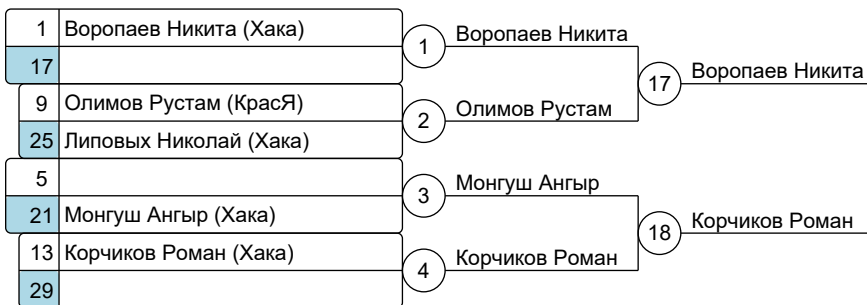 1 Воропаев Никита (Хака)
17
1 Воропаев Никита
9 Олимов Рустам (КрасЯ)
25 Липовых Николай (Хака)
2 Олимов Рустам
17 Воропаев Никита
5
21 Монгуш Ангыр (Хака)
3 Монгуш Ангыр
13 Корчиков Роман (Хака)
29
4 Корчиков Роман
18 Корчиков Роман